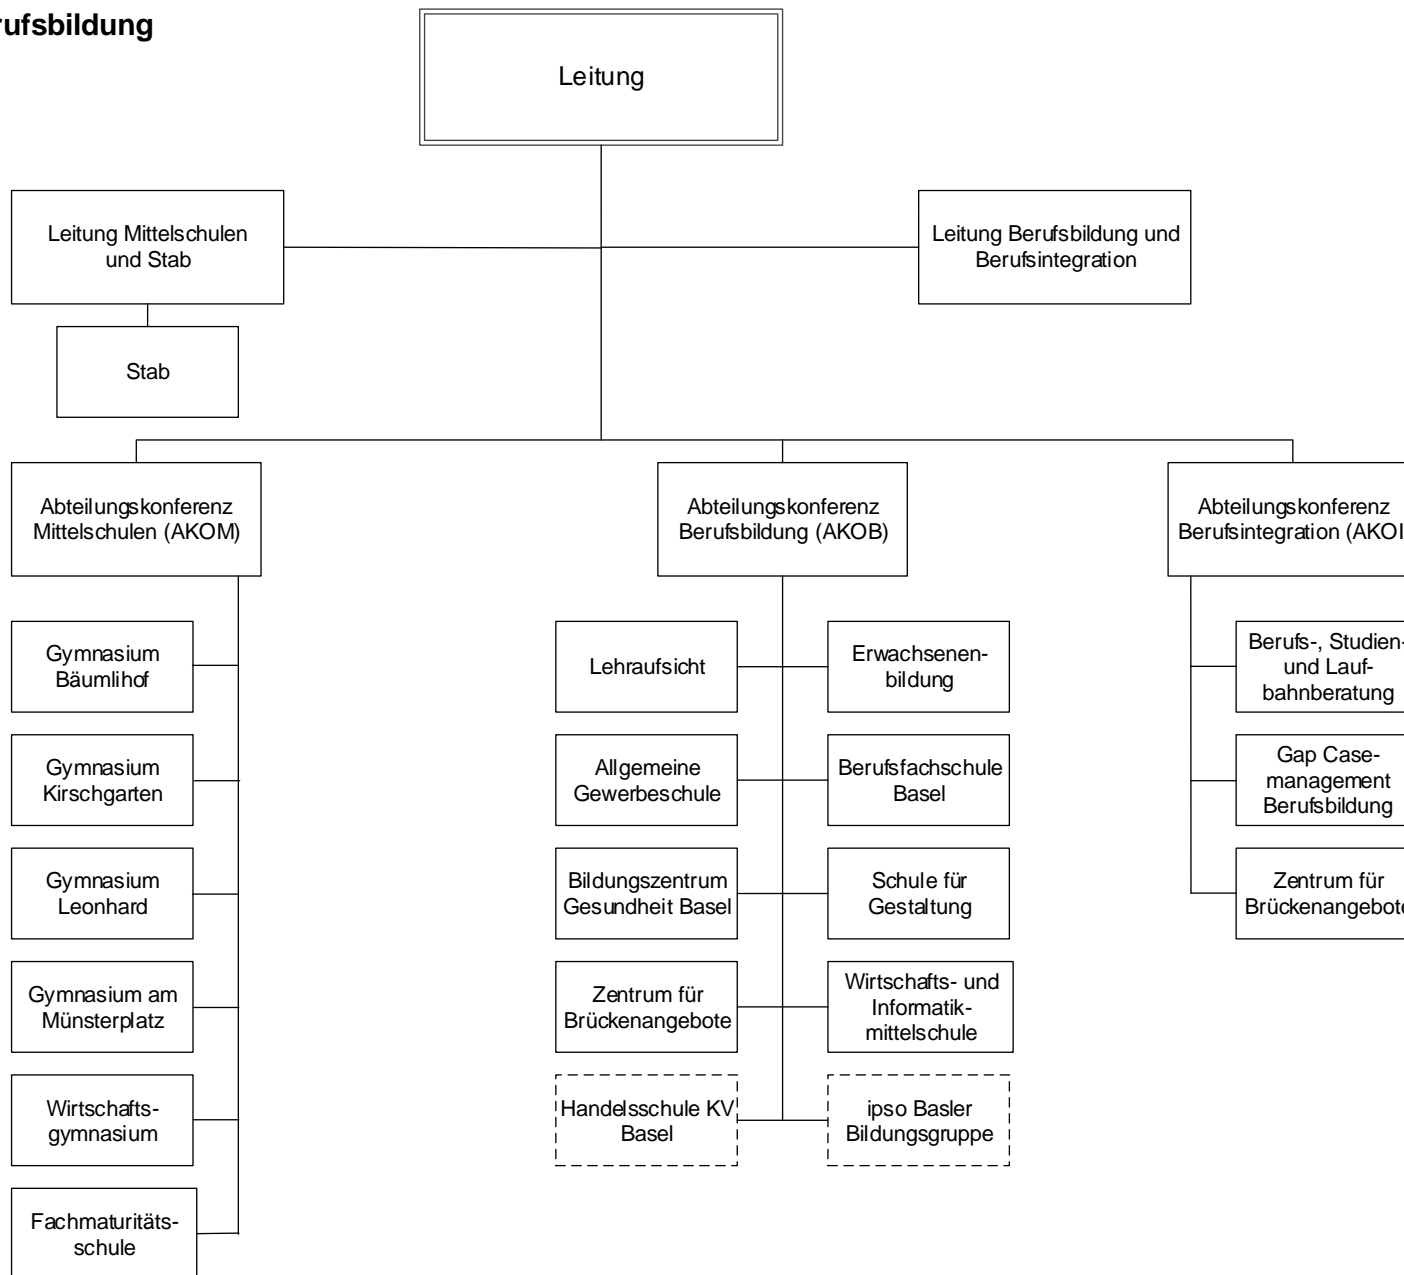 rufsbildung
Leitung
Leitung Mittelschulen
und Stab
Leitung Berufsbildung und
Berufsintegration
Stab
Abteilungskonferenz
Mittelschulen (AKOM)
Abteilungskonferenz
Berufsbildung (AKOB)
Abteilungskonferenz
Berufsintegration (AKOI
Gymnasium
Bäumlihof
Gymnasium
Kirschgarten
Gymnasium
Leonhard
Gymnasium am
Münsterplatz
Wirtschafts-
gymnasium
Fachmaturitäts-
schule
Lehraufsicht
Erwachsenen-
bildung
Allgemeine
Gewerbeschule
Berufsfachschule
Basel
Bildungszentrum
Gesundheit Basel
Schule für
Gestaltung
Zentrum für
Brückenangebote
Wirtschafts- und
Informatik-
mittelschule
Handelsschule KV
Basel
ipso Basler
Bildungsgruppe
Berufs-, Studien-
und Lauf-
bahnberatung
Gap Case-
management
Berufsbildung
Zentrum für
Brückenangebote